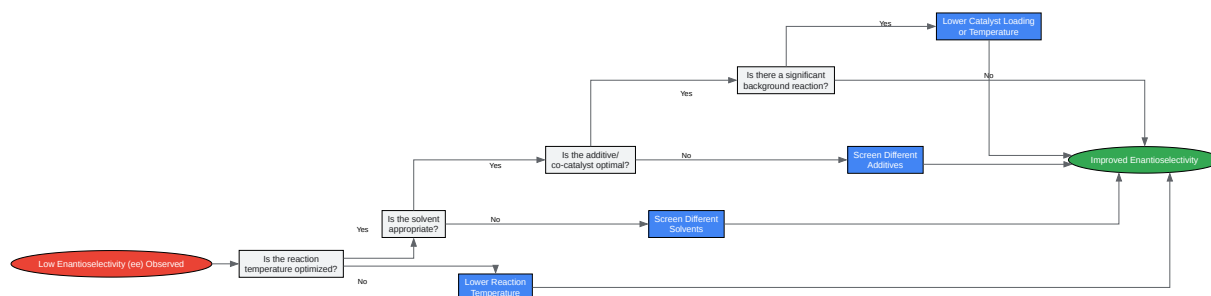 Yes
Lower Catalyst Loading
or Temperature
Is there a significant
background reaction?
No
Yes
Is the additive/
co-catalyst optimal?
No
Screen Different
Additives
Improved Enantioselectivity
Yes
Is the solvent
appropriate?
No
Screen Different
Solvents
Yes
Low Enantioselectivity (ee) Observed
Is the reaction
temperature optimized?
No
Lower Reaction
Temperature